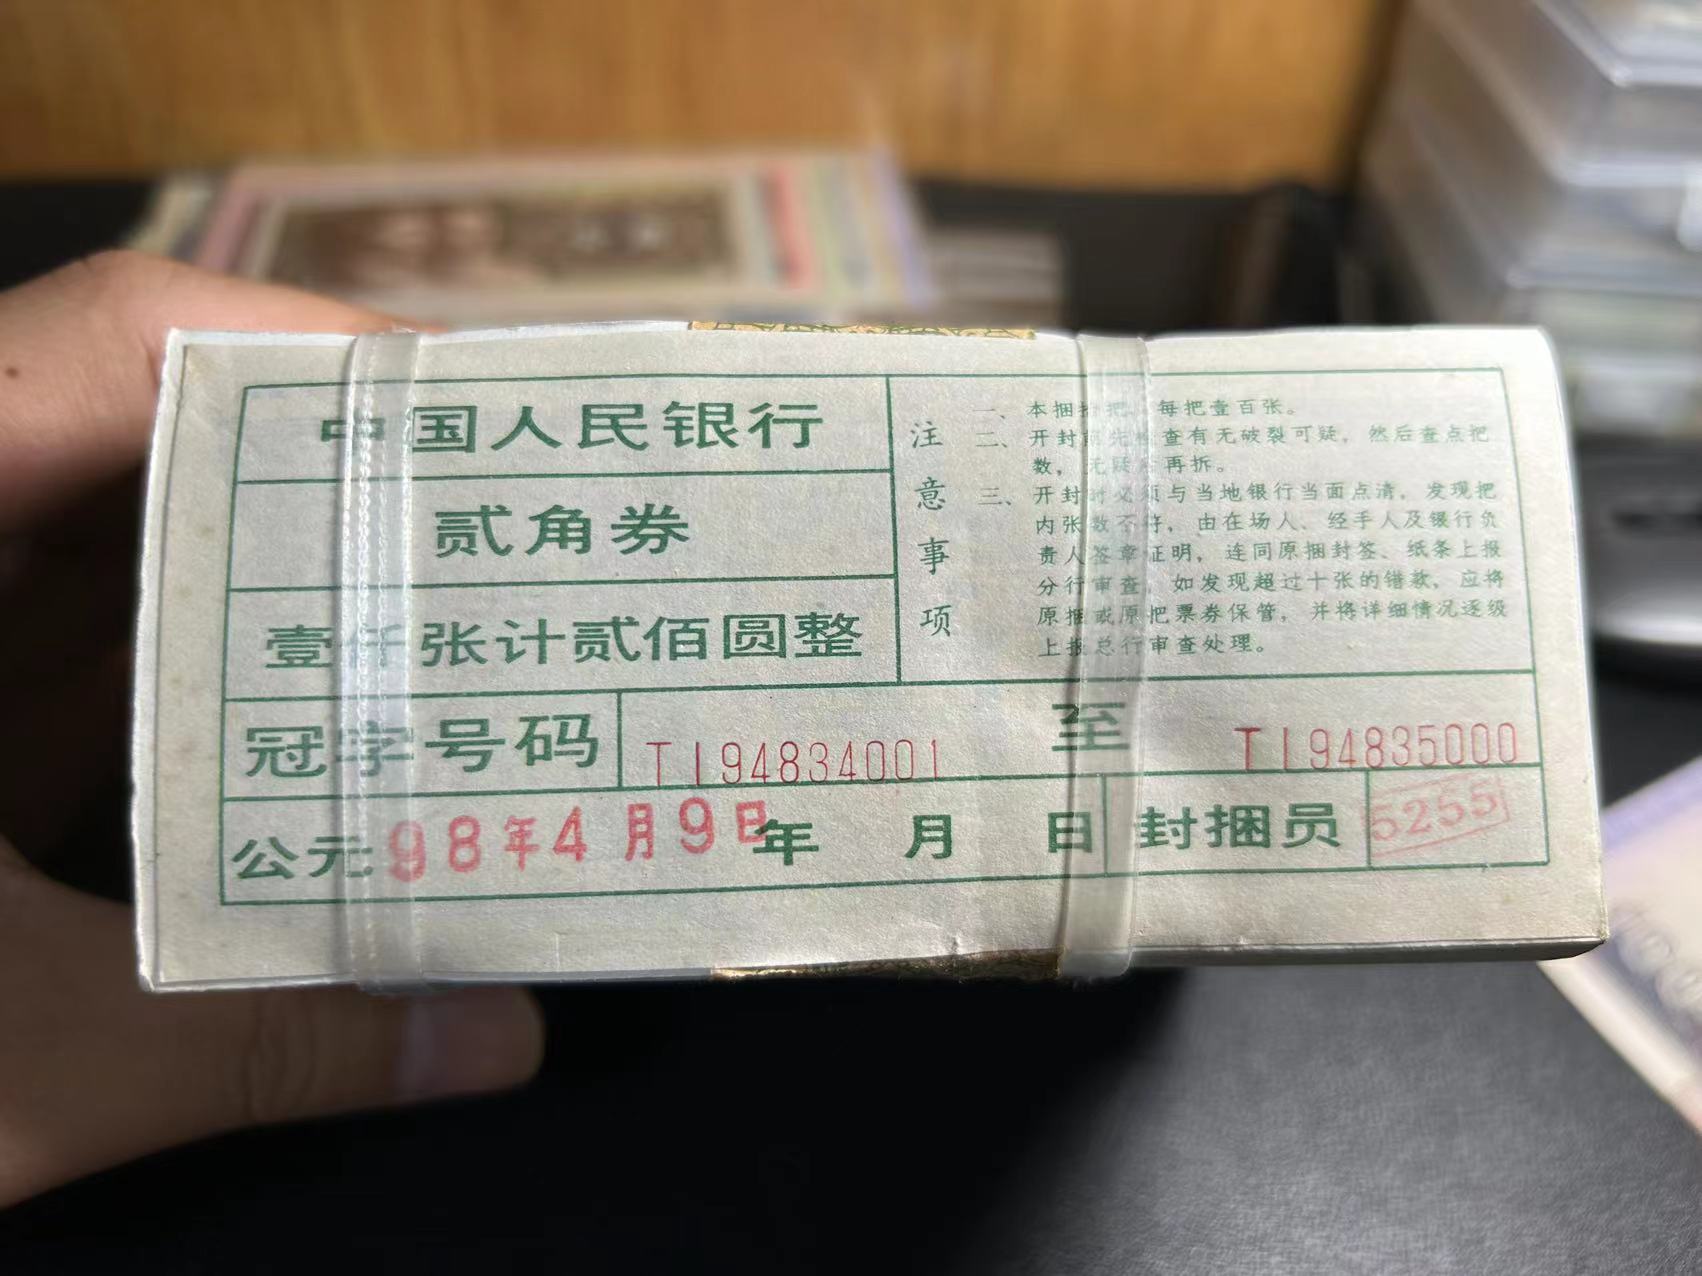 中国人民银行
贰角券
壹仟张计贰佰圆整
注意事项
一、本捆拾把，每把壹百张。
二、开封前先检查有无破裂可疑，然后查点把
数，无疑后再拆。
三、开封时必须与当地银行当面点清，发现把
内张数不符，由在场人、经手人及银行负
责人签章证明，连同原捆封签、纸条上报
分行审查，如发现超过十张的错款，应将
原捆或原把票券保管，并将详细情况逐级
上报总行审查处理。
冠字号码 TI94834001 至 TI94835000
公元 98年4月9日 年 月 日 封捆员 5255